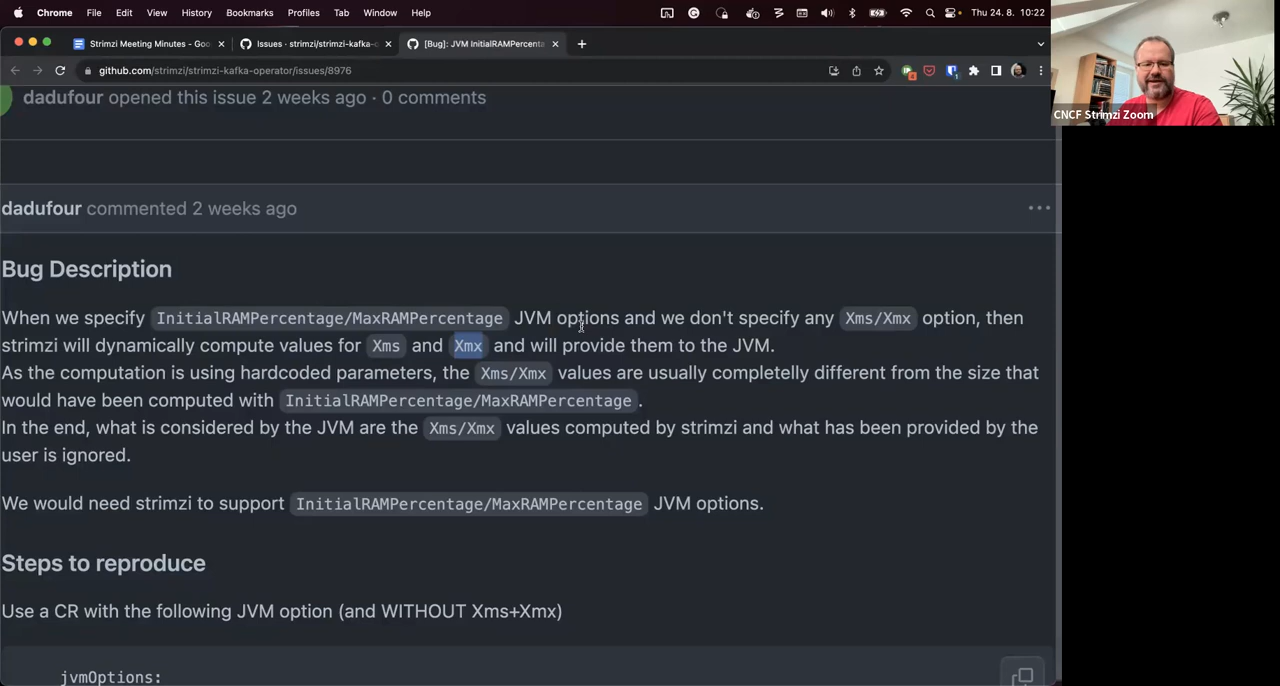 Chrome File Edit View History Bookmarks Profiles Tab Window Help Thu 24. 8. 10:22
Strimzi Meeting Minutes - Goo Issues · strimzi/strimzi-kafka-o [Bug]: JVM InitialRAMPercenta
github.com/strimzi/strimzi-kafka-operator/issues/8976
CNCF Strimzi Zoom
dadufour opened this issue 2 weeks ago · 0 comments
dadufour commented 2 weeks ago
Bug Description
When we specify InitialRAMPercentage/MaxRAMPercentage JVM options and we don't specify any Xms/Xmx option, then
strimzi will dynamically compute values for Xms and Xmx and will provide them to the JVM.
As the computation is using hardcoded parameters, the Xms/Xmx values are usually completelly different from the size that
would have been computed with InitialRAMPercentage/MaxRAMPercentage.
In the end, what is considered by the JVM are the Xms/Xmx values computed by strimzi and what has been provided by the
user is ignored.
We would need strimzi to support InitialRAMPercentage/MaxRAMPercentage JVM options.
Steps to reproduce
Use a CR with the following JVM option (and WITHOUT Xms+Xmx)
jvmOptions: